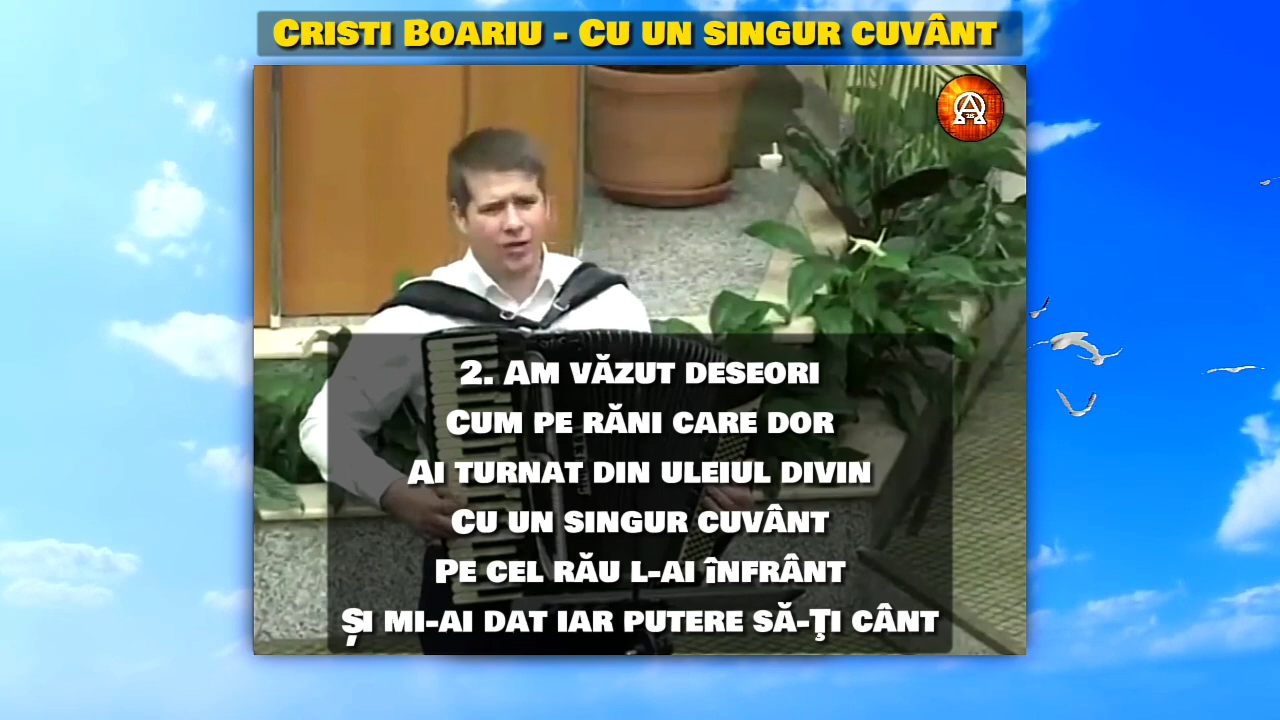 Cristi Boariu - Cu un singur cuvânt
2. Am văzut deseori
Cum pe răni care dor
Ai turnat din uleiul divin
Cu un singur cuvânt
Pe cel rău l-ai înfrânt
Și mi-ai dat iar putere să-Ţi cânt